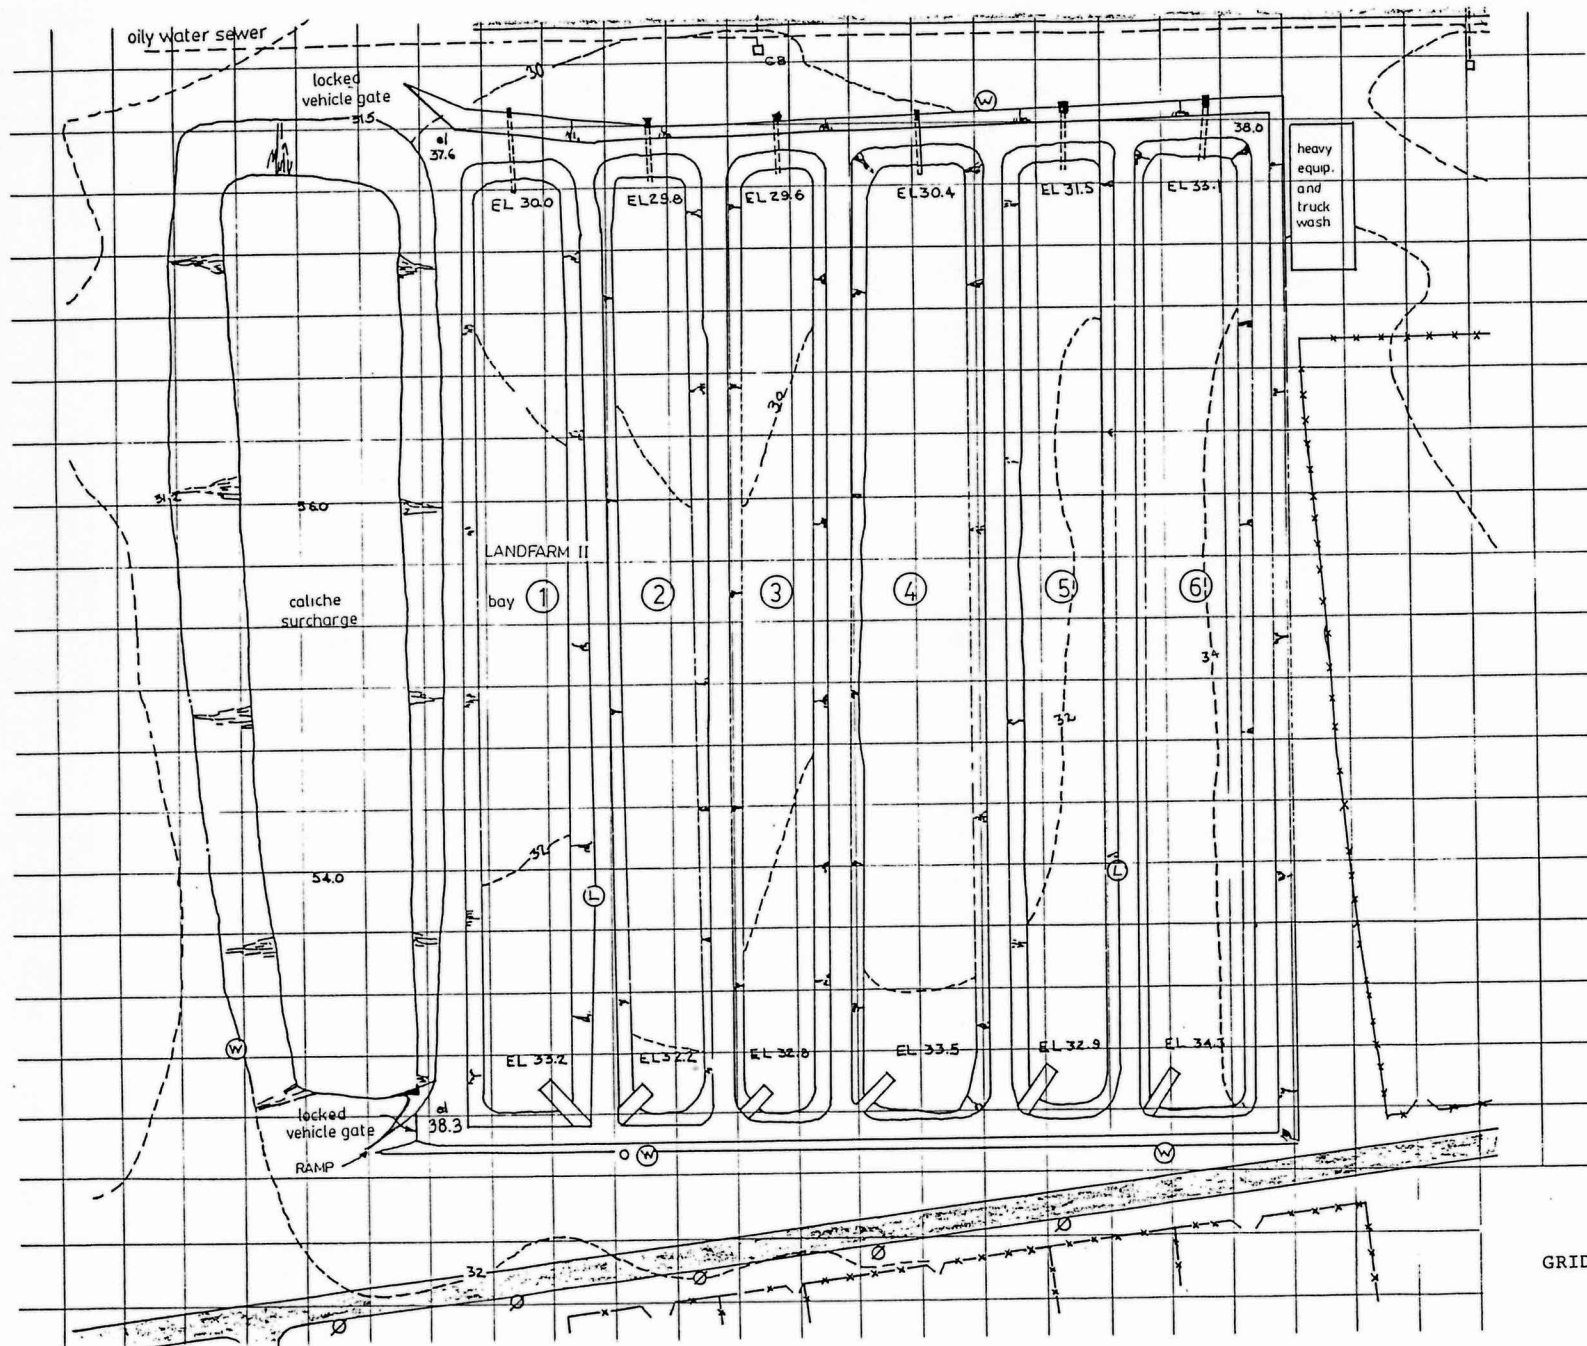 oily water sewer
30
CB
locked
vehicle gate
31.5
el
37.6
W
38.0
heavy
equip.
and
truck
wash
EL 30.0
EL 29.8
EL 29.6
EL 30.4
EL 31.5
EL 33.1
30
31.2
56.0
LANDFARM II
bay 1
2
3
4
5
6
caliche
surcharge
34
32
32
54.0
L
L
EL 33.2
EL 32.2
EL 32.8
EL 33.5
EL 32.9
EL 34.3
W
locked
vehicle gate
el
38.3
RAMP
W
W
32
GRID